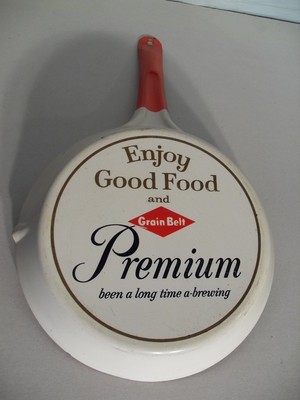 Enjoy
Good Food
and
Grain Belt
Premium
been a long time a-brewing